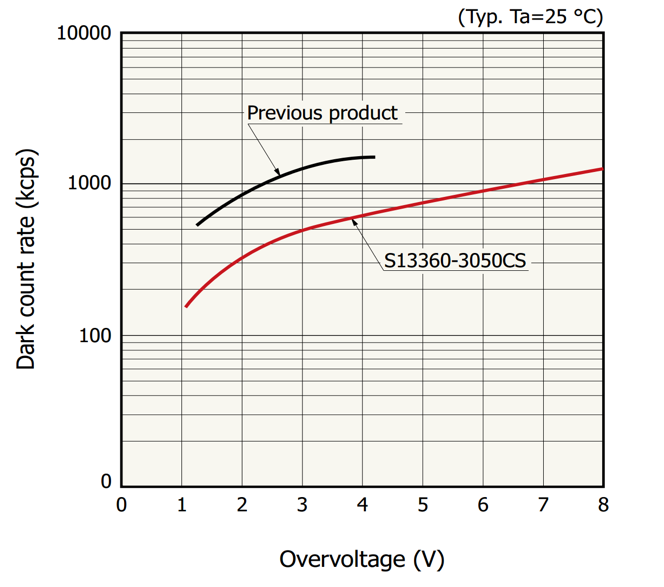 (Typ. Ta=25 °C)
10000
1000
100
0
Dark count rate (kcps)
Previous product
S13360-3050CS
0 1 2 3 4 5 6 7 8
Overvoltage (V)